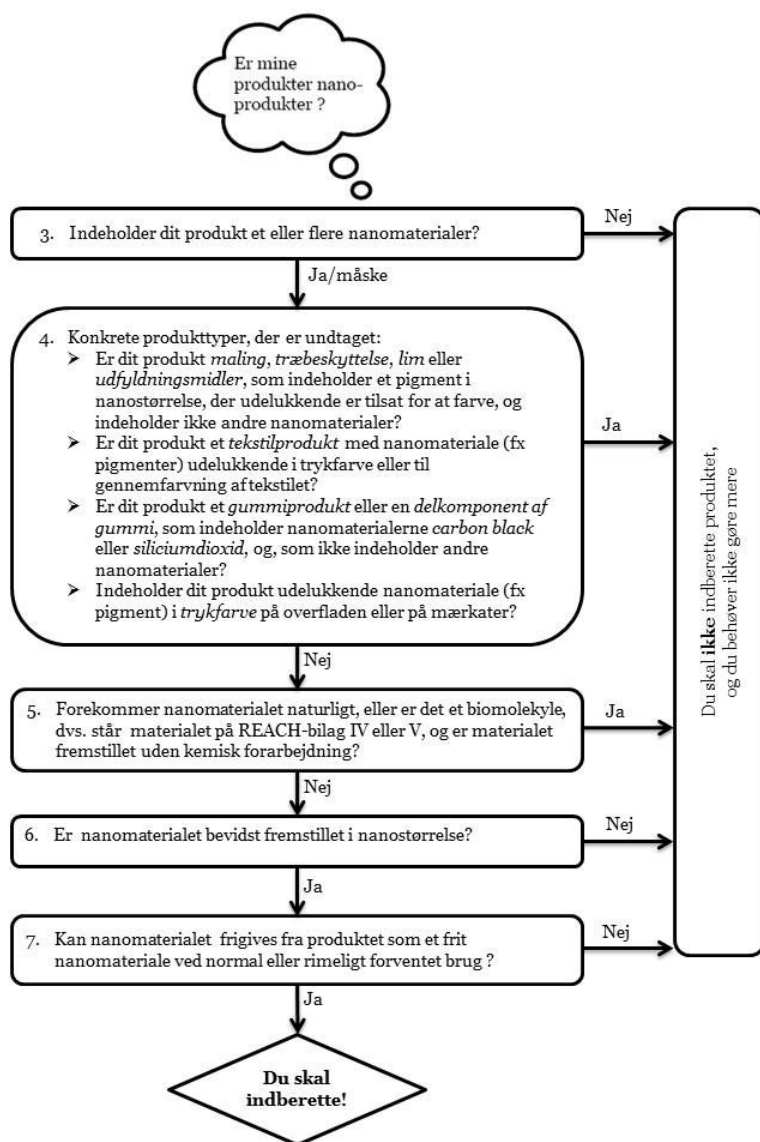 Er mine
produkter nano-
produkter ?
3. Indeholder dit produkt et eller flere nanomaterialer?
Nej
Ja/måske
4. Konkrete produkttyper, der er undtaget:
➤ Er dit produkt maling, træbeskyttelse, lim eller
udfyldningsmidler, som indeholder et pigment i
nanostørrelse, der udelukkende er tilsat for at farve, og
indeholder ikke andre nanomaterialer?
➤ Er dit produkt et tekstilprodukt med nanomateriale (fx
pigmenter) udelukkende i trykfarve eller til
gennemfarvning af tekstilet?
➤ Er dit produkt et gummiprodukt eller en delkomponent af
gummi, som indeholder nanomaterialerne carbon black
eller siliciumdioxid, og, som ikke indeholder andre
nanomaterialer?
➤ Indeholder dit produkt udelukkende nanomateriale (fx
pigment) i trykfarve på overfladen eller på mærkater?
Ja
Nej
5. Forekommer nanomaterialet naturligt, eller er det et biomolekyle,
dvs. står materialet på REACH-bilag IV eller V, og er materialet
fremstillet uden kemisk forarbejdning?
Ja
Nej
6. Er nanomaterialet bevidst fremstillet i nanostørrelse?
Nej
Ja
7. Kan nanomaterialet frigives fra produktet som et frit
nanomateriale ved normal eller rimeligt forventet brug ?
Nej
Ja
Du skal
indberette!
Du skal ikke indberette produktet,
og du behøver ikke gøre mere